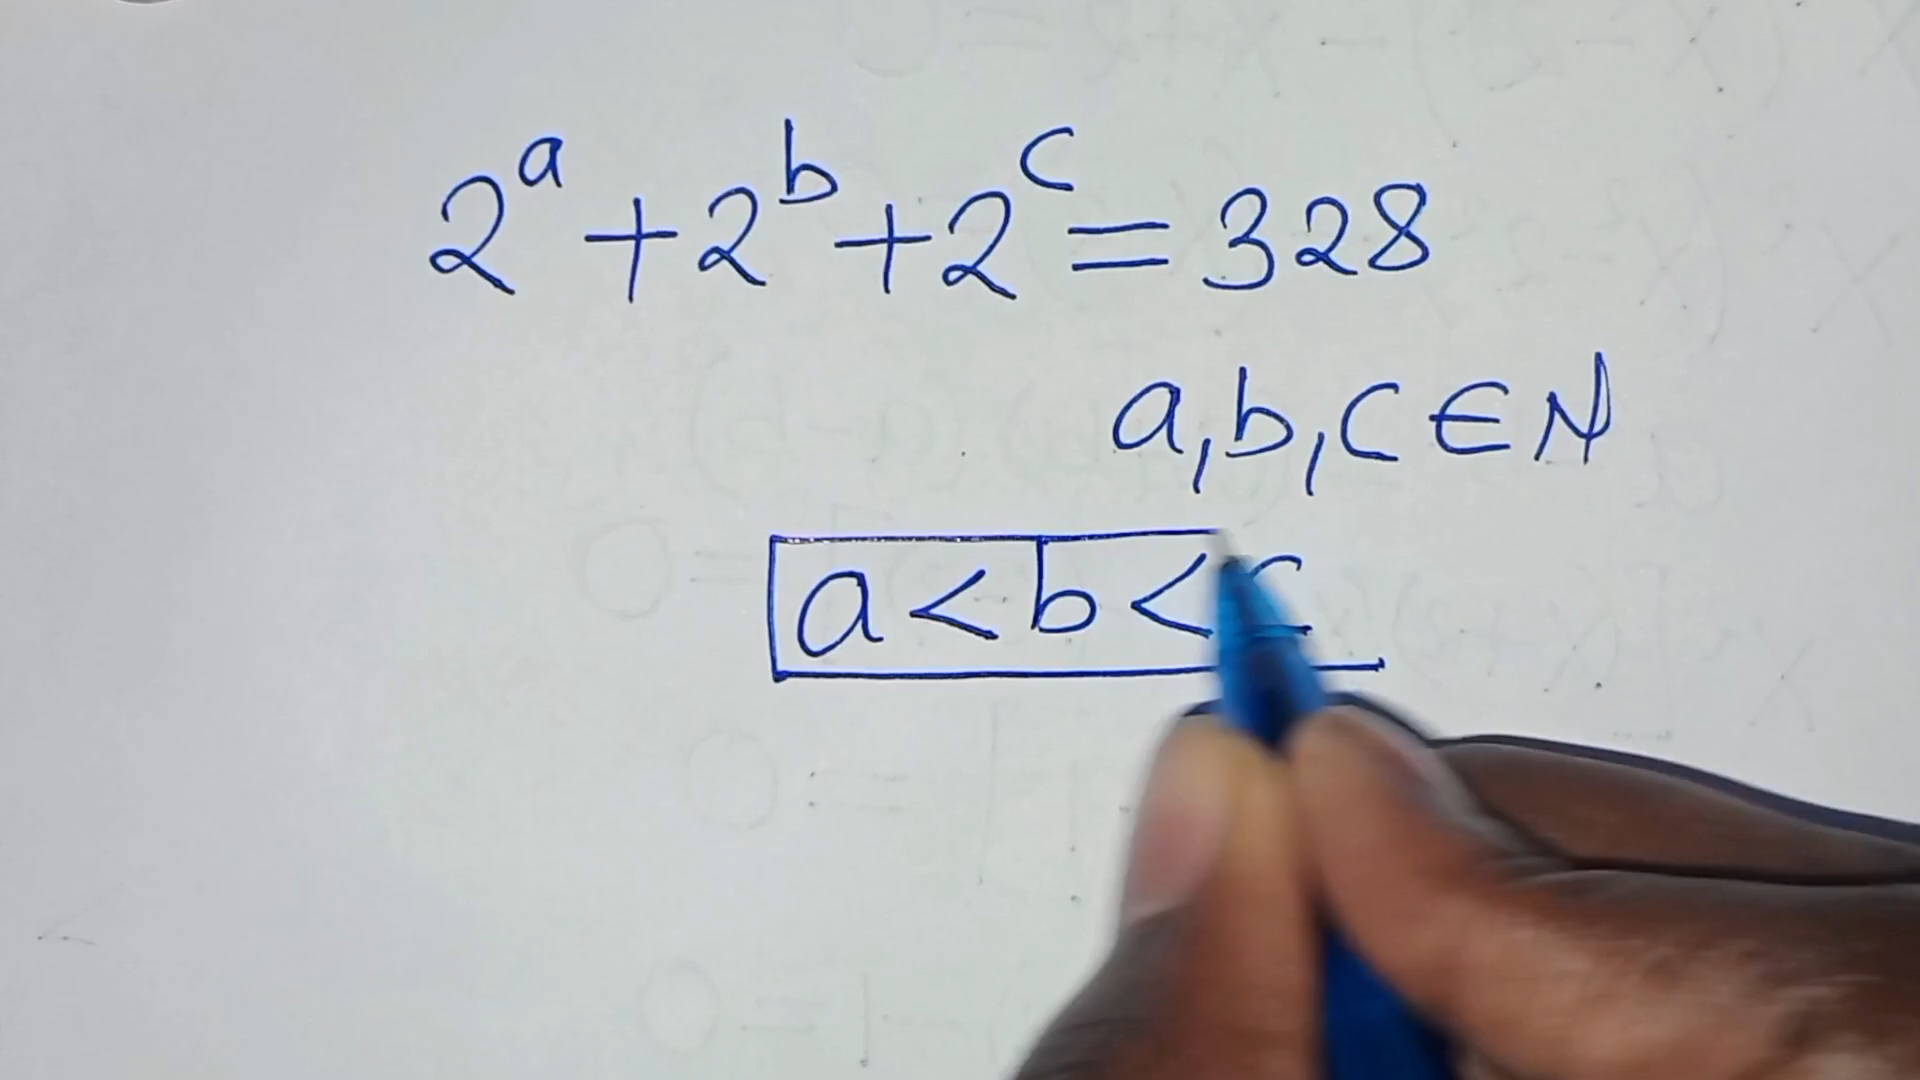 2^a + 2^b + 2^c = 328
a, b, c ∈ N
a < b < c